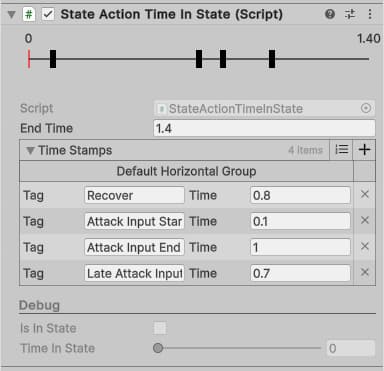 State Action Time In State (Script)
0 1.40
Script StateActionTimeInState
End Time 1.4
Time Stamps 4 items
Default Horizontal Group
Tag Recover Time 0.8
Tag Attack Input Star Time 0.1
Tag Attack Input End Time 1
Tag Late Attack Input Time 0.7
Debug
Is In State
Time In State 0